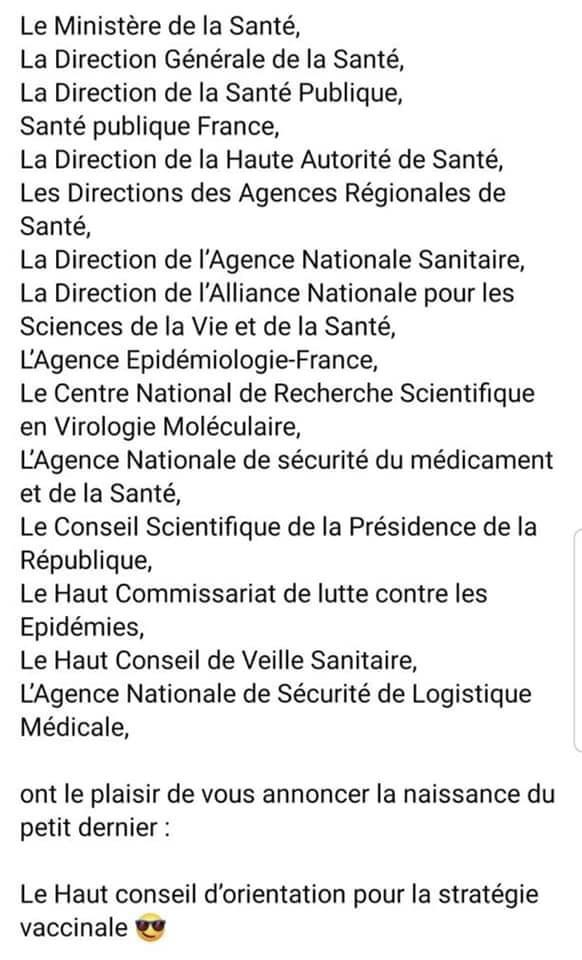 Le Ministère de la Santé,
La Direction Générale de la Santé,
La Direction de la Santé Publique,
Santé publique France,
La Direction de la Haute Autorité de Santé,
Les Directions des Agences Régionales de
Santé,
La Direction de l’Agence Nationale Sanitaire,
La Direction de l’Alliance Nationale pour les
Sciences de la Vie et de la Santé,
L’Agence Epidémiologie-France,
Le Centre National de Recherche Scientifique
en Virologie Moléculaire,
L’Agence Nationale de sécurité du médicament
et de la Santé,
Le Conseil Scientifique de la Présidence de la
République,
Le Haut Commissariat de lutte contre les
Epidémies,
Le Haut Conseil de Veille Sanitaire,
L’Agence Nationale de Sécurité de Logistique
Médicale,
ont le plaisir de vous annoncer la naissance du
petit dernier :
Le Haut conseil d’orientation pour la stratégie
vaccinale 😎